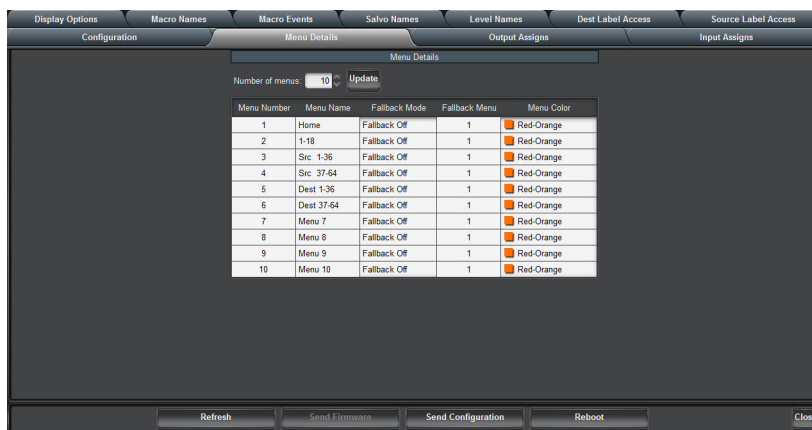 Display Options Macro Names Macro Events Salvo Names Level Names Dest Label Access Source Label Access
Configuration Menu Details Output Assigns Input Assigns
Menu Details
Number of menus: 10 Update
Menu Number Menu Name Fallback Mode Fallback Menu Menu Color
1 Home Fallback Off 1 Red-Orange
2 1-18 Fallback Off 1 Red-Orange
3 Src 1-36 Fallback Off 1 Red-Orange
4 Src 37-64 Fallback Off 1 Red-Orange
5 Dest 1-36 Fallback Off 1 Red-Orange
6 Dest 37-64 Fallback Off 1 Red-Orange
7 Menu 7 Fallback Off 1 Red-Orange
8 Menu 8 Fallback Off 1 Red-Orange
9 Menu 9 Fallback Off 1 Red-Orange
10 Menu 10 Fallback Off 1 Red-Orange
Refresh Send Firmware Send Configuration Reboot Clos